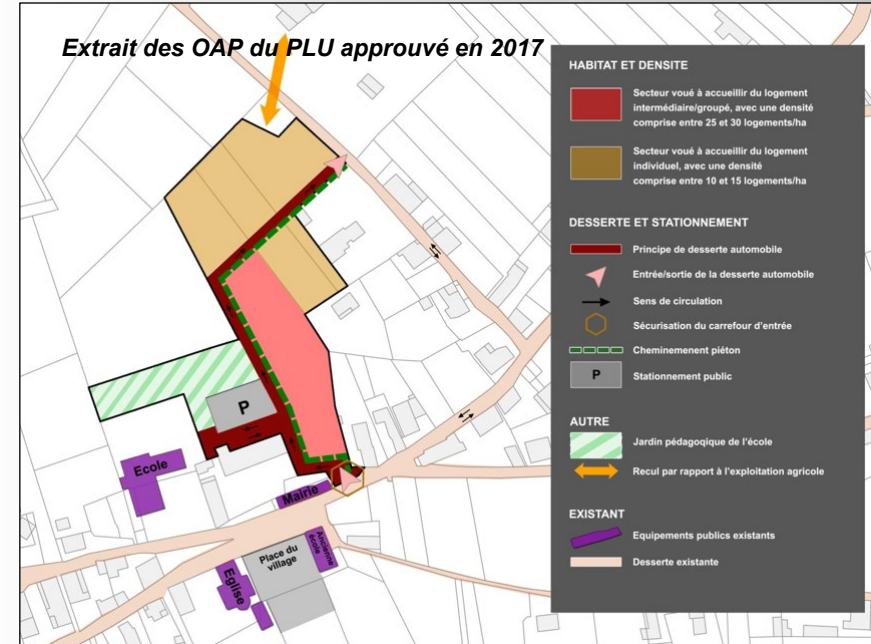 Extrait des OAP du PLU approuvé en 2017
HABITAT ET DENSITE
Secteur voué à accueillir du logement
intermédiaire/groupé, avec une densité
comprise entre 25 et 30 logements/ha
Secteur voué à accueillir du logement
individuel, avec une densité
comprise entre 10 et 15 logements/ha
DESSERTE ET STATIONNEMENT
Principe de desserte automobile
Entrée/sortie de la desserte automobile
Sens de circulation
Sécurisation du carrefour d'entrée
Cheminenement piéton
P
Stationnement public
AUTRE
Jardin pédagogique de l'école
Recul par rapport à l'exploitation agricole
EXISTANT
Equipements publics existants
Desserte existante
P
Ecole
Mairie
Place du
village
Ancienne
école
Eglise